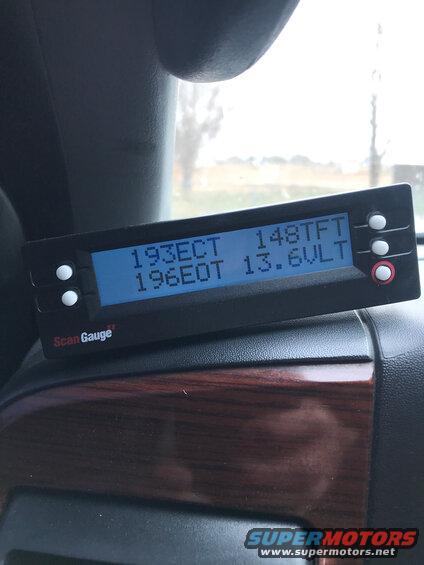 193ECT 148TFT
196EOT 13.6VLT
ScanGauge
SUPERMOTORS
www.supermotors.net